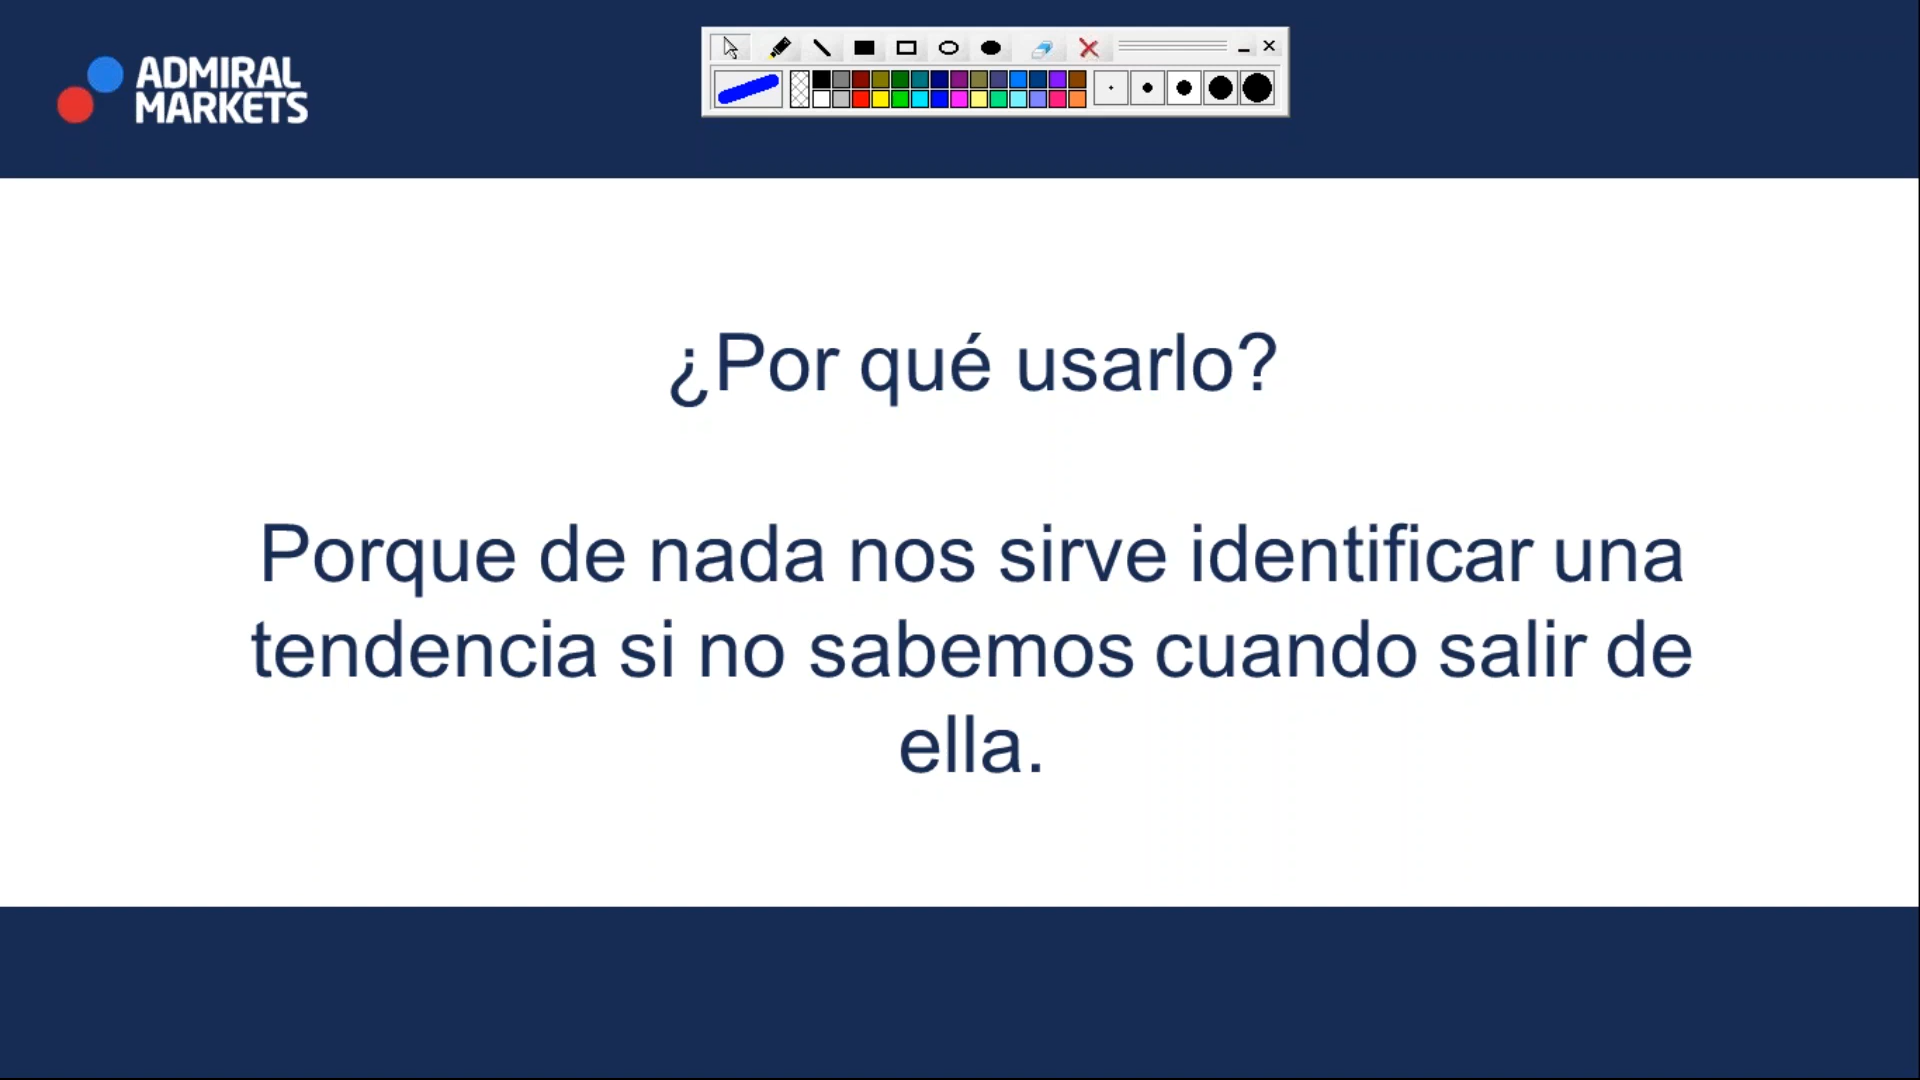 ADMIRAL
MARKETS
¿Por qué usarlo?
Porque de nada nos sirve identificar una
tendencia si no sabemos cuando salir de
ella.